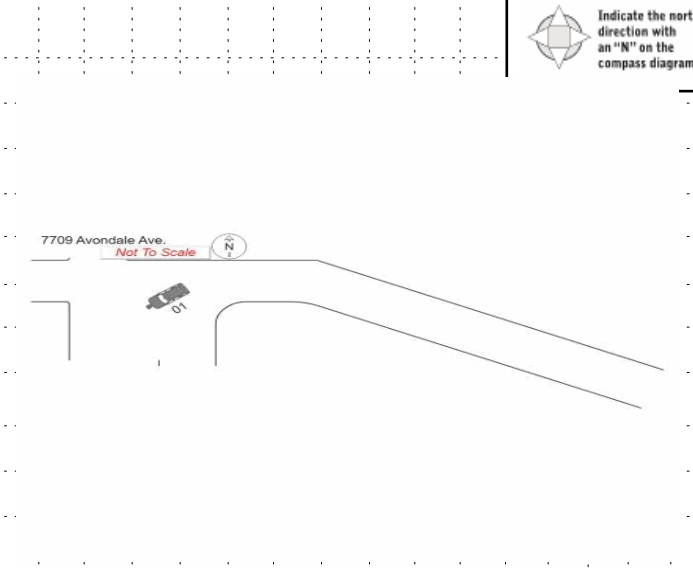 Indicate the nort
direction with
an “N” on the
compass diagram
7709 Avondale Ave.
Not To Scale
N
01